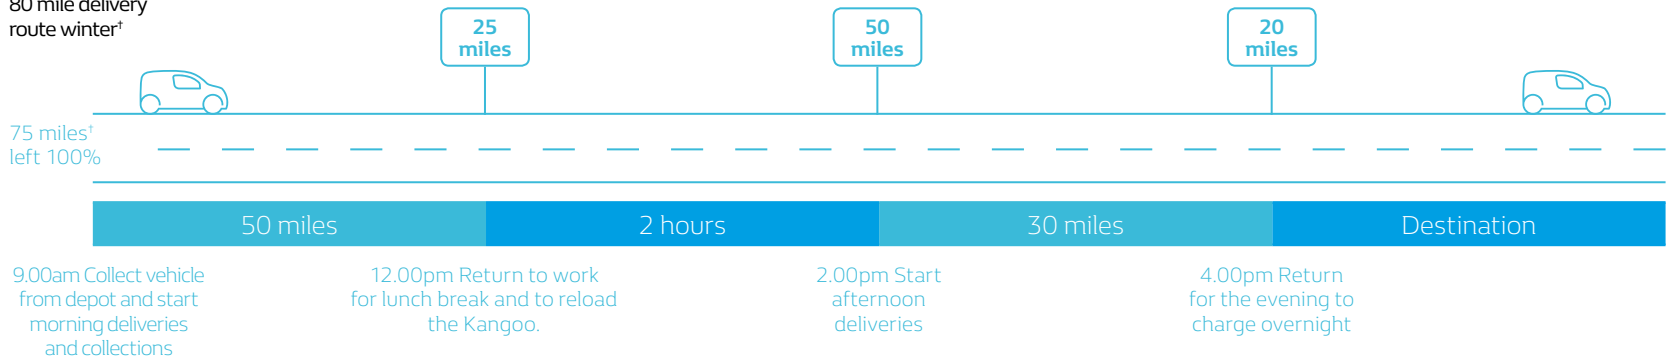 80 mile delivery
route winter†
25
miles
50
miles
20
miles
75 miles†
left 100%
50 miles
2 hours
30 miles
Destination
9.00am Collect vehicle
from depot and start
morning deliveries
and collections
12.00pm Return to work
for lunch break and to reload
the Kangoo.
2.00pm Start
afternoon
deliveries
4.00pm Return
for the evening to
charge overnight